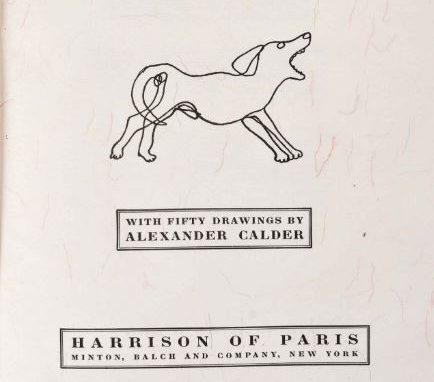 WITH FIFTY DRAWINGS BY
ALEXANDER CALDER
HARRISON OF PARIS
MINTON, BALCH AND COMPANY, NEW YORK